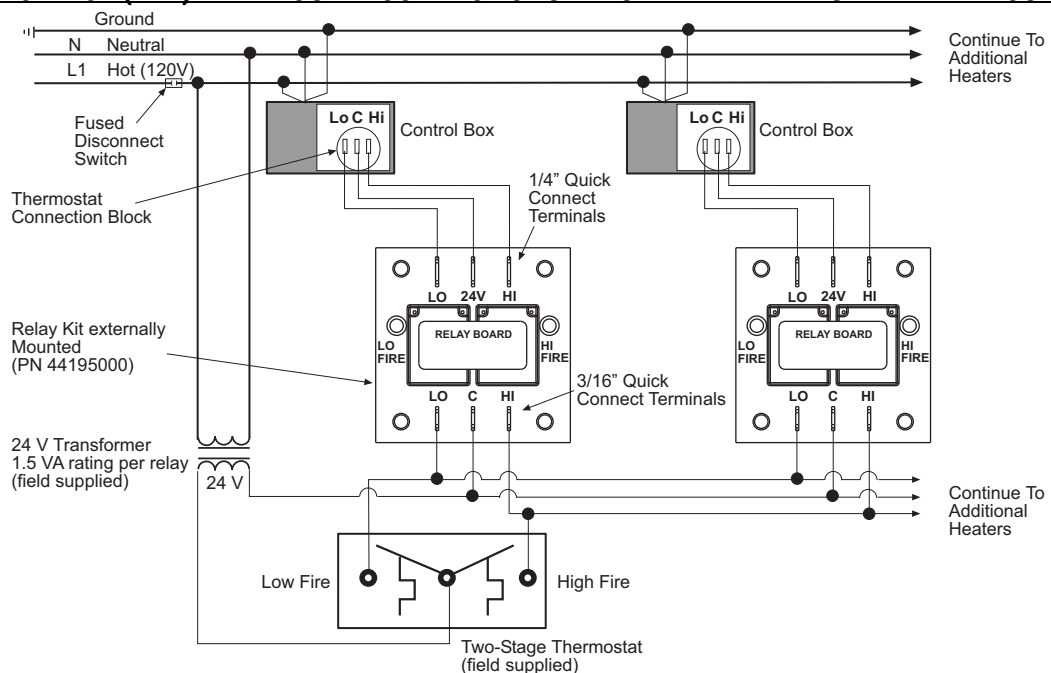 Ground
N Neutral
L1 Hot (120V)
Continue To
Additional
Heaters
Fused
Disconnect
Switch
Lo C Hi
Control Box
Lo C Hi
Control Box
Thermostat
Connection Block
1/4” Quick
Connect
Terminals
LO 24V HI
RELAY BOARD
LO
FIRE
HI
FIRE
LO C HI
LO 24V HI
RELAY BOARD
LO
FIRE
HI
FIRE
LO C HI
Relay Kit externally
Mounted
(PN 44195000)
3/16” Quick
Connect Terminals
24 V Transformer
1.5 VA rating per relay
(field supplied)
24 V
Continue To
Additional
Heaters
Low Fire
High Fire
Two-Stage Thermostat
(field supplied)